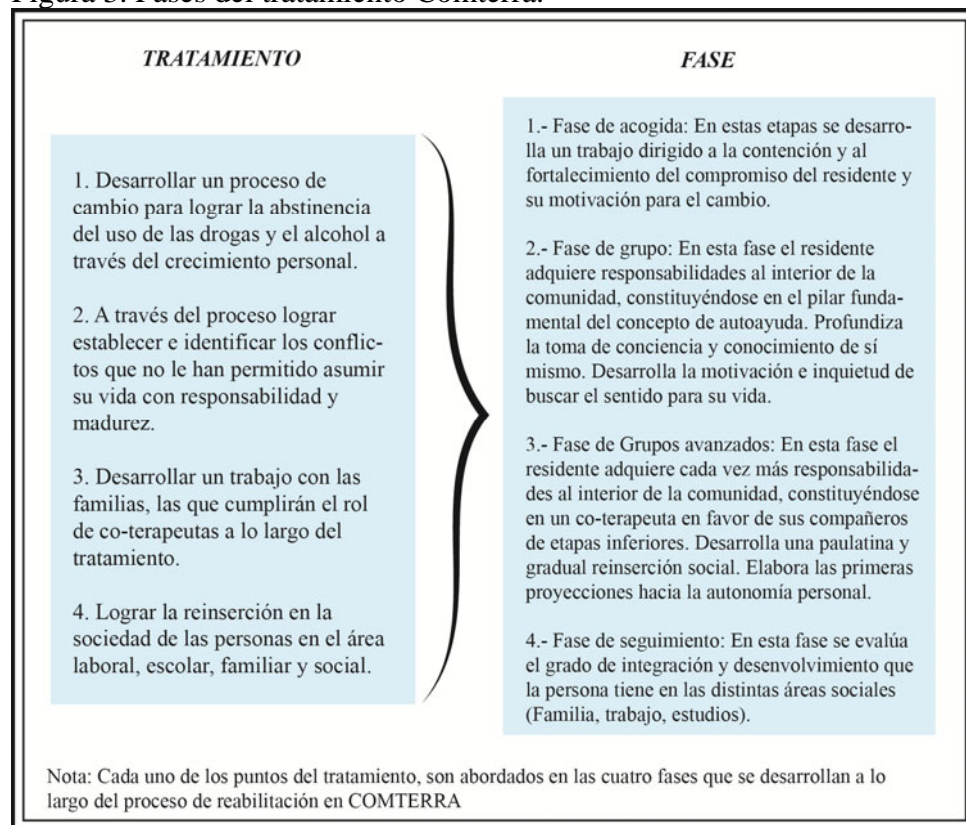 Figura 3. Fases del tratamiento Comterra.
TRATAMIENTO
1. Desarrollar un proceso de
cambio para lograr la abstinencia
del uso de las drogas y el alcohol a
través del crecimiento personal.
2. A través del proceso lograr
establecer e identificar los conflic-
tos que no le han permitido asumir
su vida con responsabilidad y
madurez.
3. Desarrollar un trabajo con las
familias, las que cumplirán el rol
de co-terapeutas a lo largo del
tratamiento.
4. Lograr la reinserción en la
sociedad de las personas en el área
laboral, escolar, familiar y social.
FASE
1.- Fase de acogida: En estas etapas se desarro-
lla un trabajo dirigido a la contención y al
fortalecimiento del compromiso del residente y
su motivación para el cambio.
2.- Fase de grupo: En esta fase el residente
adquiere responsabilidades al interior de la
comunidad, constituyéndose en el pilar funda-
mental del concepto de autoayuda. Profundiza
la toma de conciencia y conocimiento de sí
mismo. Desarrolla la motivación e inquietud de
buscar el sentido para su vida.
3.- Fase de Grupos avanzados: En esta fase el
residente adquiere cada vez más responsabilida-
des al interior de la comunidad, constituyéndose
en un co-terapeuta en favor de sus compañeros
de etapas inferiores. Desarrolla una paulatina y
gradual reinserción social. Elabora las primeras
proyecciones hacia la autonomía personal.
4.- Fase de seguimiento: En esta fase se evalúa
el grado de integración y desenvolvimiento que
la persona tiene en las distintas áreas sociales
(Familia, trabajo, estudios).
Nota: Cada uno de los puntos del tratamiento, son abordados en las cuatro fases que se desarrollan a lo
largo del proceso de reabilitación en COMTERRA